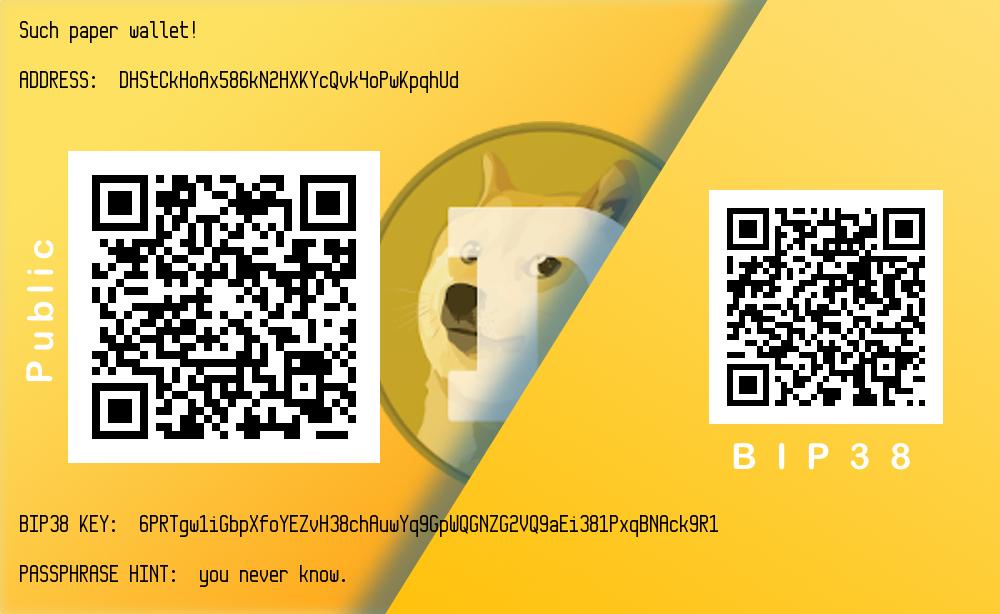 Such paper wallet!
ADDRESS: DHStCkHoAx586kN2HXKYcQvk4oPwKpqhUd
Public
BIP38
BIP38 KEY: 6PRTgw1iGbpXfoYEZvH38chAuwYq9GpWQGNZG2VQ9aEi381PxqBNAck9R1
PASSPHRASE HINT: you never know.